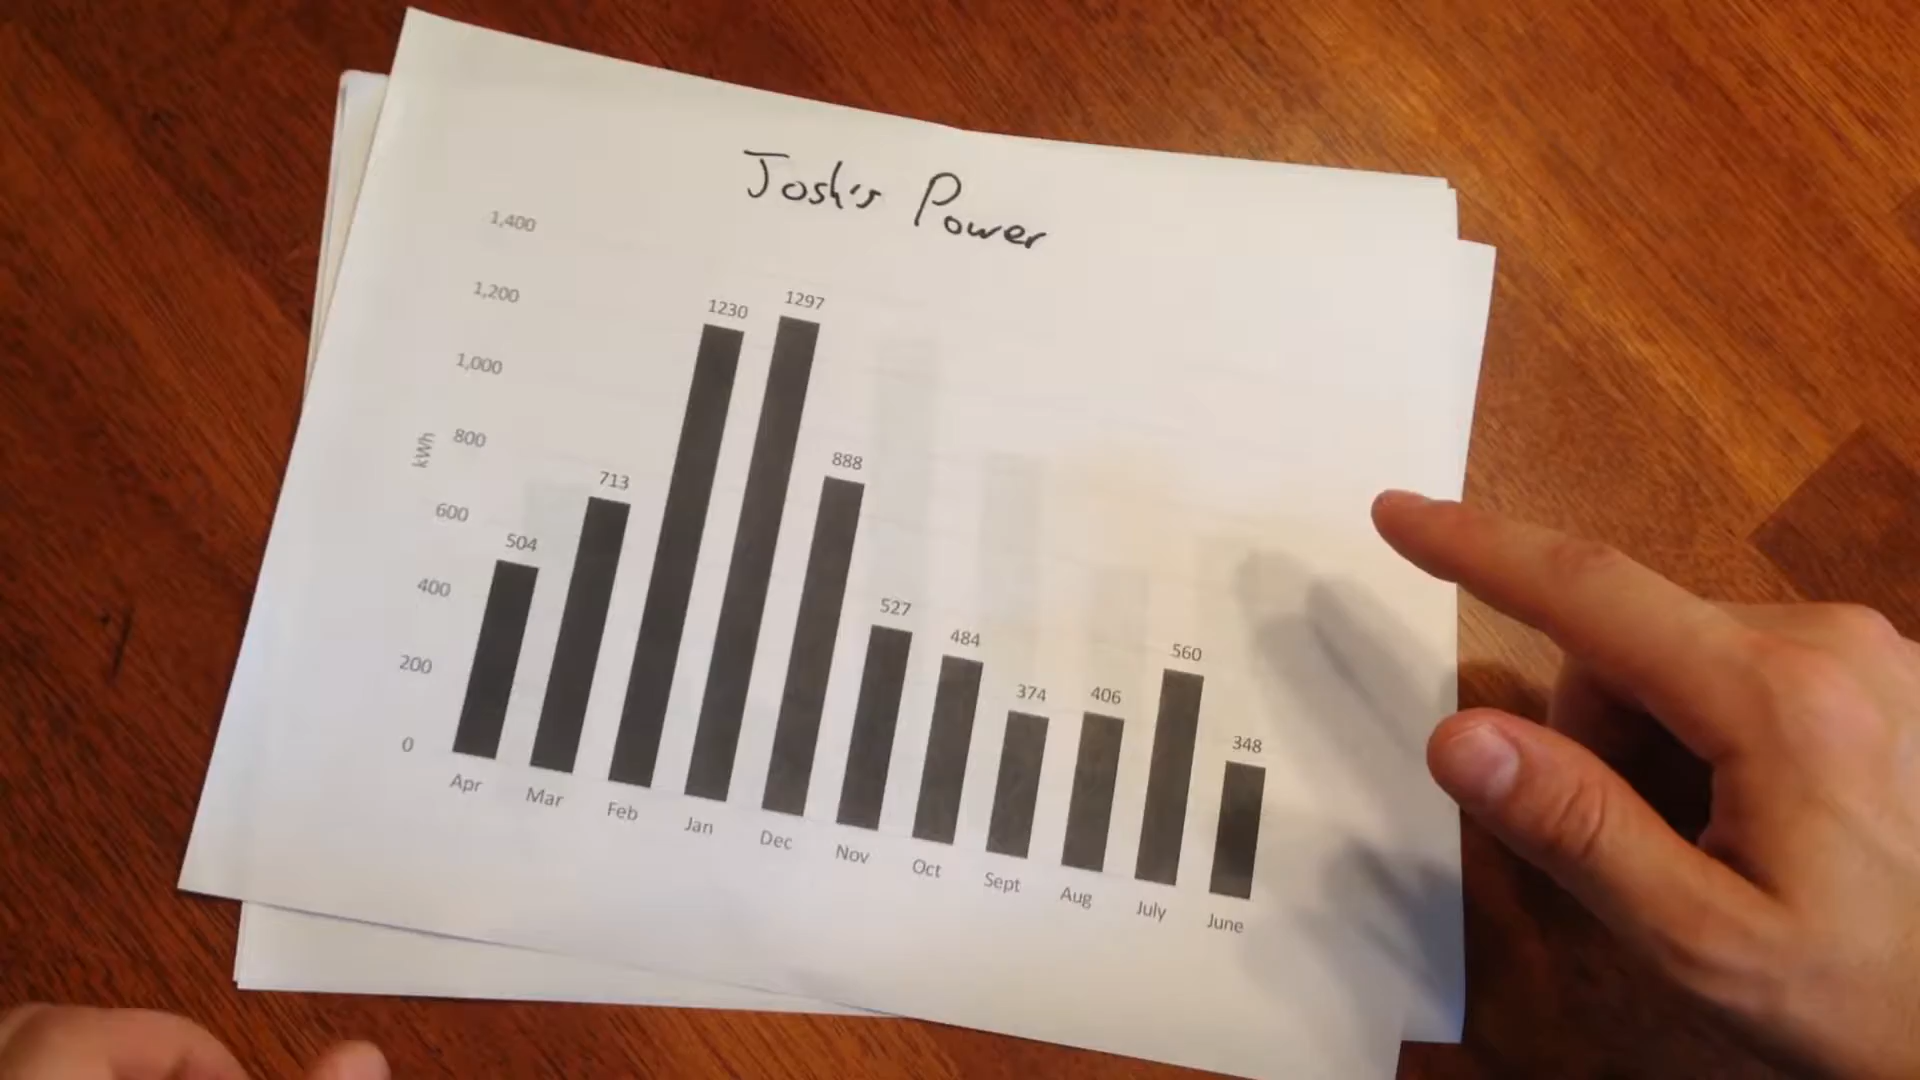 Josh's Power
1,400
1,200
1,000
800
600
400
200
0
kWh
504
713
1230
1297
888
527
484
374
406
560
348
Apr
Mar
Feb
Jan
Dec
Nov
Oct
Sept
Aug
July
June